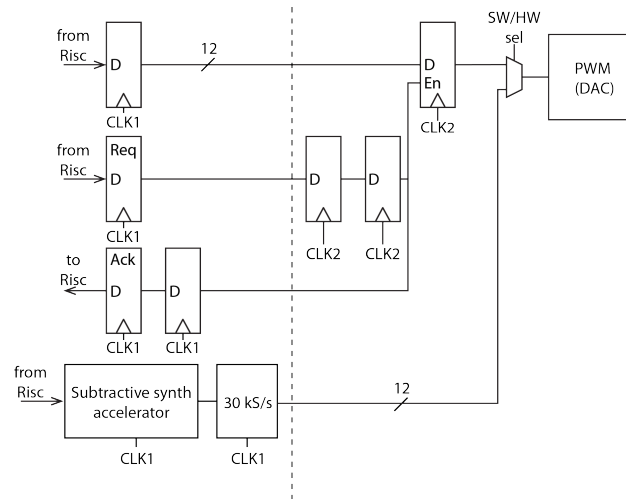 SW/HW
sel
from
Risc
D
12
D
En
PWM
(DAC)
CLK1
CLK2
from
Risc
Req
D
D
D
CLK1
CLK2
CLK2
to
Risc
Ack
D
D
CLK1
CLK1
from
Risc
Subtractive synth
accelerator
30 kS/s
12
CLK1
CLK1